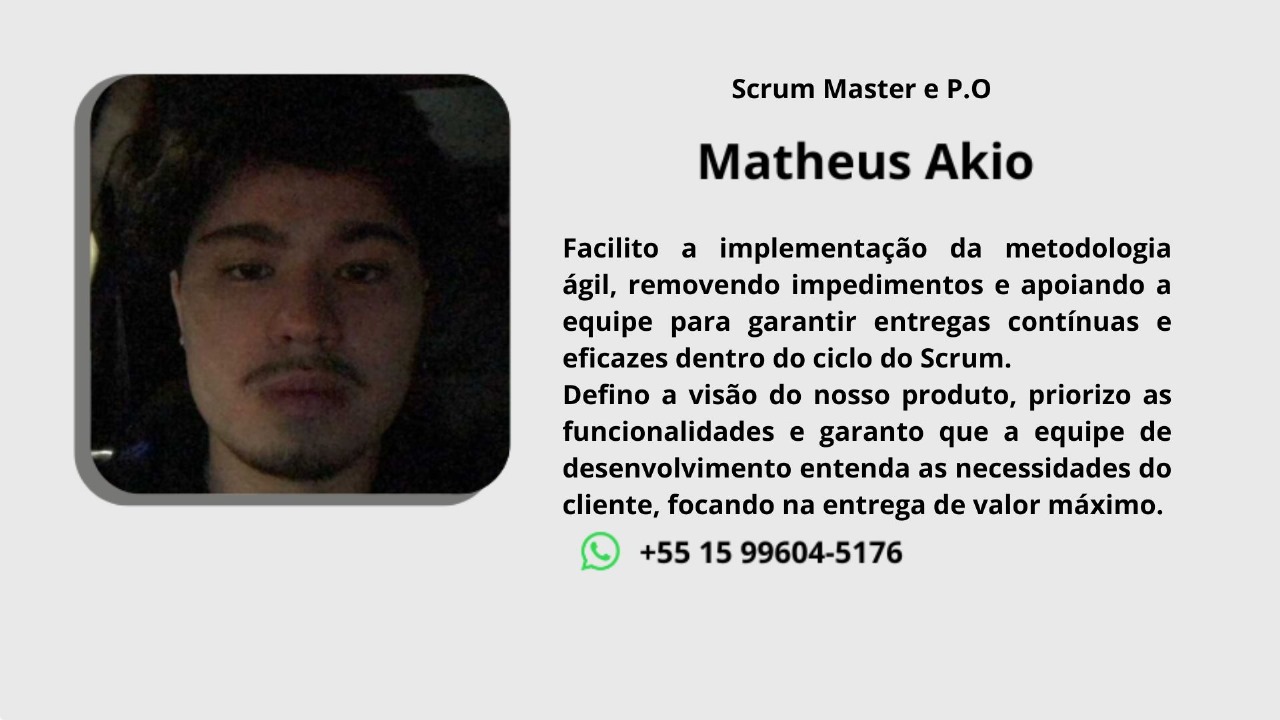 Scrum Master e P.O
Matheus Akio
Facilito a implementação da metodologia
ágil, removendo impedimentos e apoiando a
equipe para garantir entregas contínuas e
eficazes dentro do ciclo do Scrum.
Defino a visão do nosso produto, priorizo as
funcionalidades e garanto que a equipe de
desenvolvimento entenda as necessidades do
cliente, focando na entrega de valor máximo.
+55 15 99604-5176